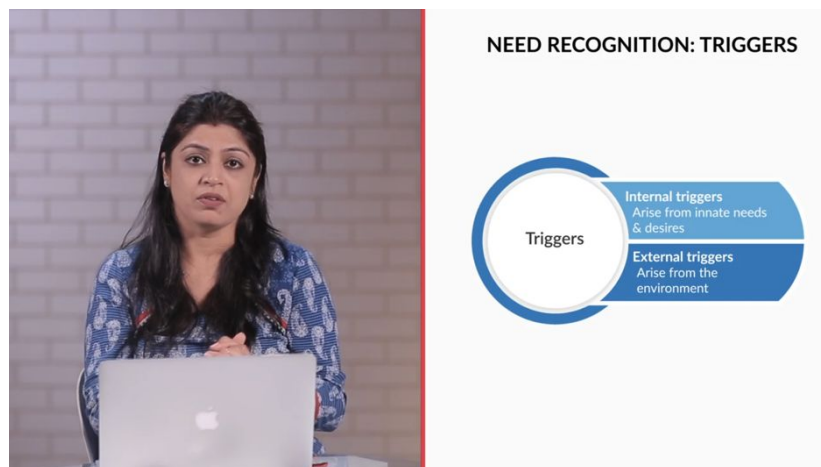 NEED RECOGNITION: TRIGGERS
Triggers
Internal triggers
Arise from innate needs
& desires
External triggers
Arise from the
environment